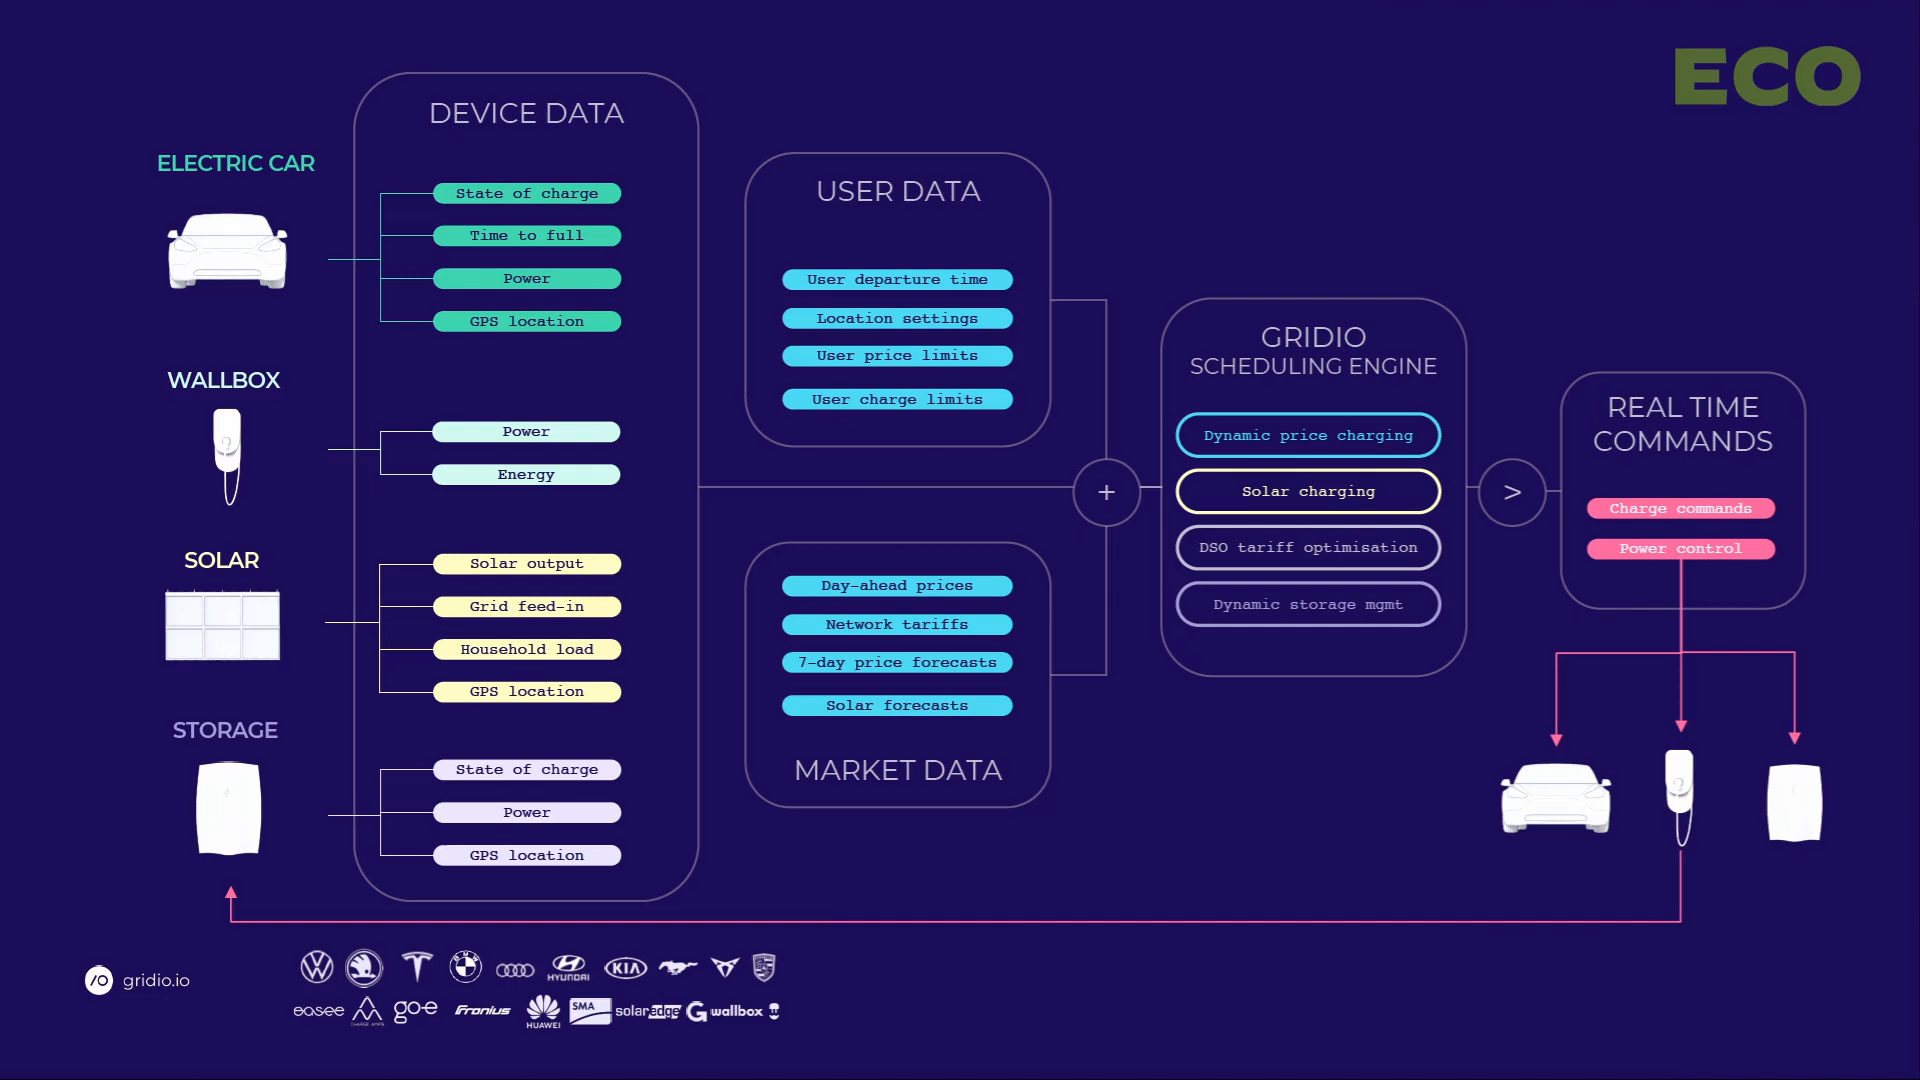 ECO
DEVICE DATA
ELECTRIC CAR
State of charge
Time to full
Power
GPS location
WALLBOX
Power
Energy
SOLAR
Solar output
Grid feed-in
Household load
GPS location
STORAGE
State of charge
Power
GPS location
USER DATA
User departure time
Location settings
User price limits
User charge limits
+
Day-ahead prices
Network tariffs
7-day price forecasts
Solar forecasts
MARKET DATA
GRIDIO
SCHEDULING ENGINE
Dynamic price charging
Solar charging
DSO tariff optimisation
Dynamic storage mgmt
>
REAL TIME
COMMANDS
Charge commands
Power control
/O gridio.io
BMW
HYUNDAI
KIA
easee
CHARGE AMPS
go-e
Fronius
HUAWEI
SMA
solaredge
wallbox